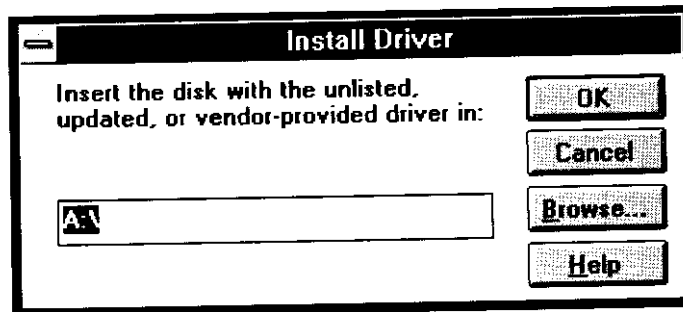 Install Driver
Insert the disk with the unlisted,
updated, or vendor-provided driver in:
A:\
OK
Cancel
Browse...
Help